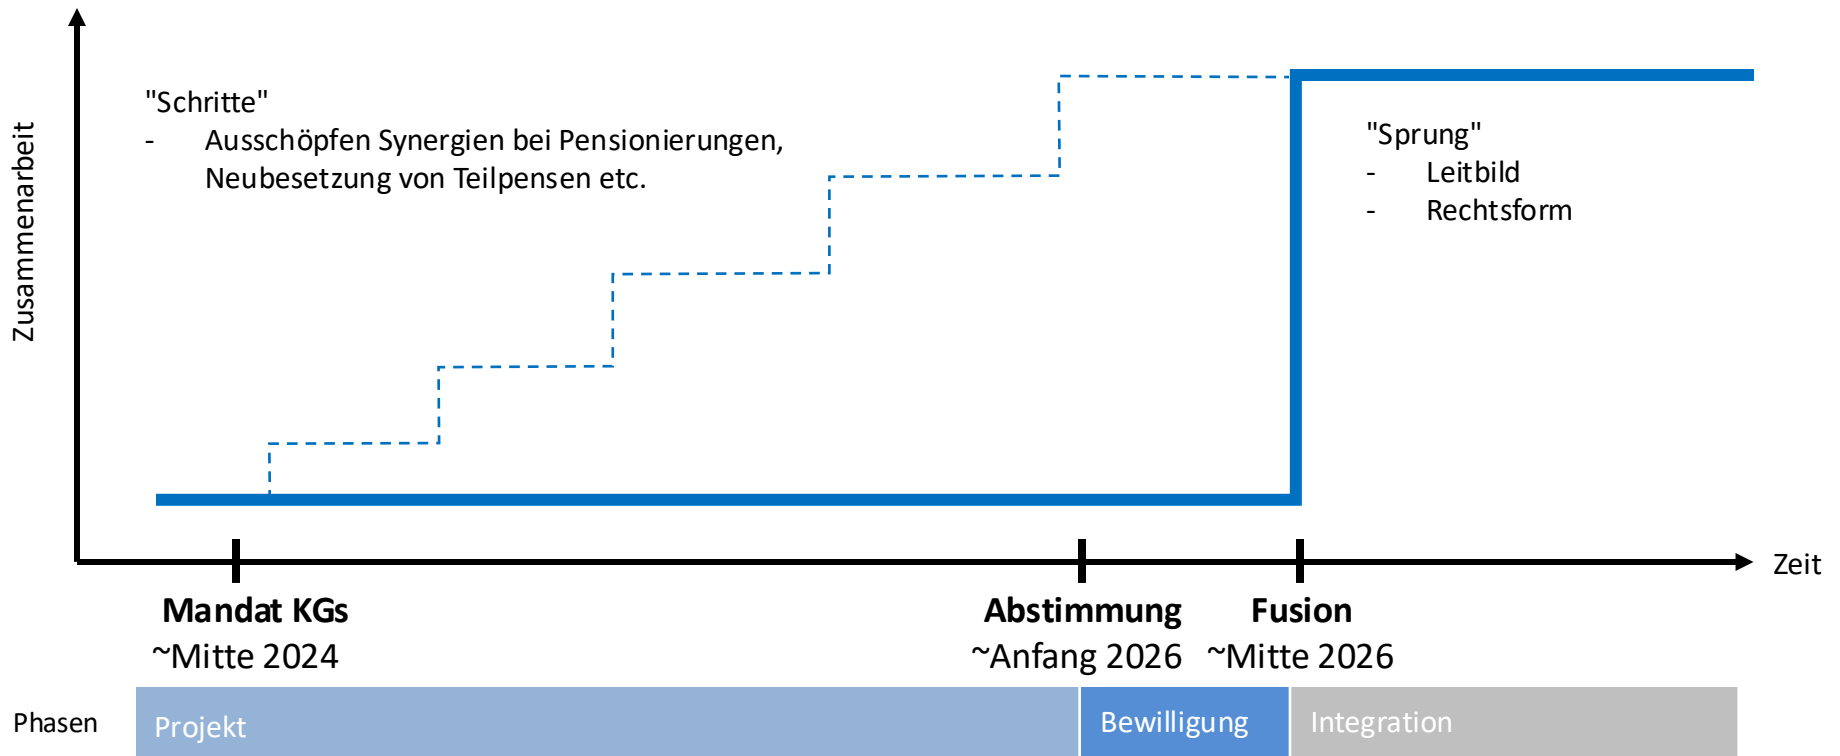 Zusammenarbeit
"Schritte"
- Ausschöpfen Synergien bei Pensionierungen,
Neubesetzung von Teilpensen etc.
"Sprung"
- Leitbild
- Rechtsform
Zeit
Mandat KGs
~Mitte 2024
Abstimmung
~Anfang 2026
Fusion
~Mitte 2026
Phasen
Projekt
Bewilligung
Integration